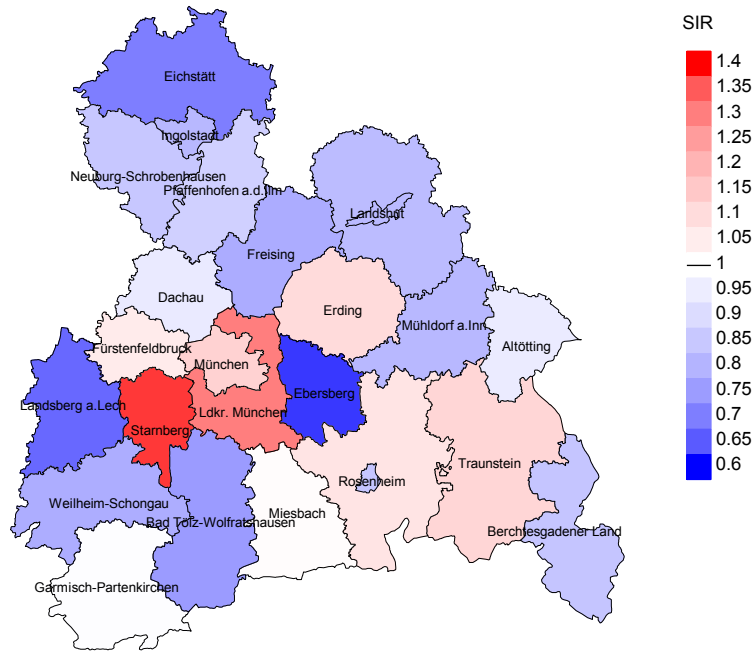 SIR
1.4
1.35
1.3
1.25
1.2
1.15
1.1
1.05
1
0.95
0.9
0.85
0.8
0.75
0.7
0.65
0.6
Eichstätt
Ingolstadt
Neuburg-Schrobenhausen
Pfaffenhofen a.d.Ilm
Landshut
Freising
Dachau
Erding
Mühldorf a.Inn
Altötting
Fürstenfeldbruck
München
Ebersberg
Landsberg a.Lech
Ldkr. München
Starnberg
Traunstein
Rosenheim
Weilheim-Schongau
Miesbach
Bad Tölz-Wolfratshausen
Berchtesgadener Land
Garmisch-Partenkirchen